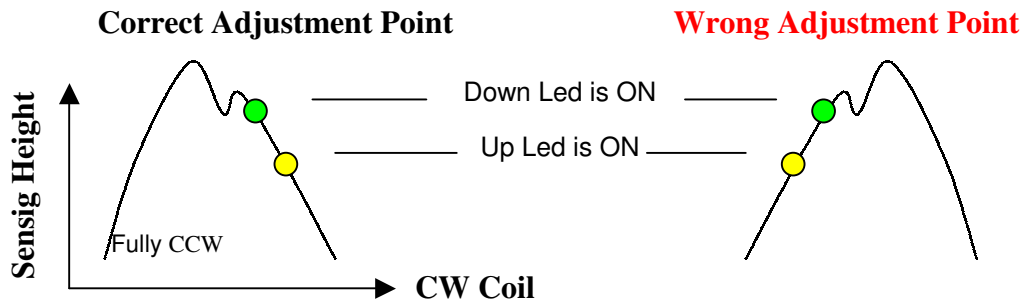 Correct Adjustment Point
Wrong Adjustment Point
Down Led is ON
Up Led is ON
Sensig Height
Fully CCW
CW Coil